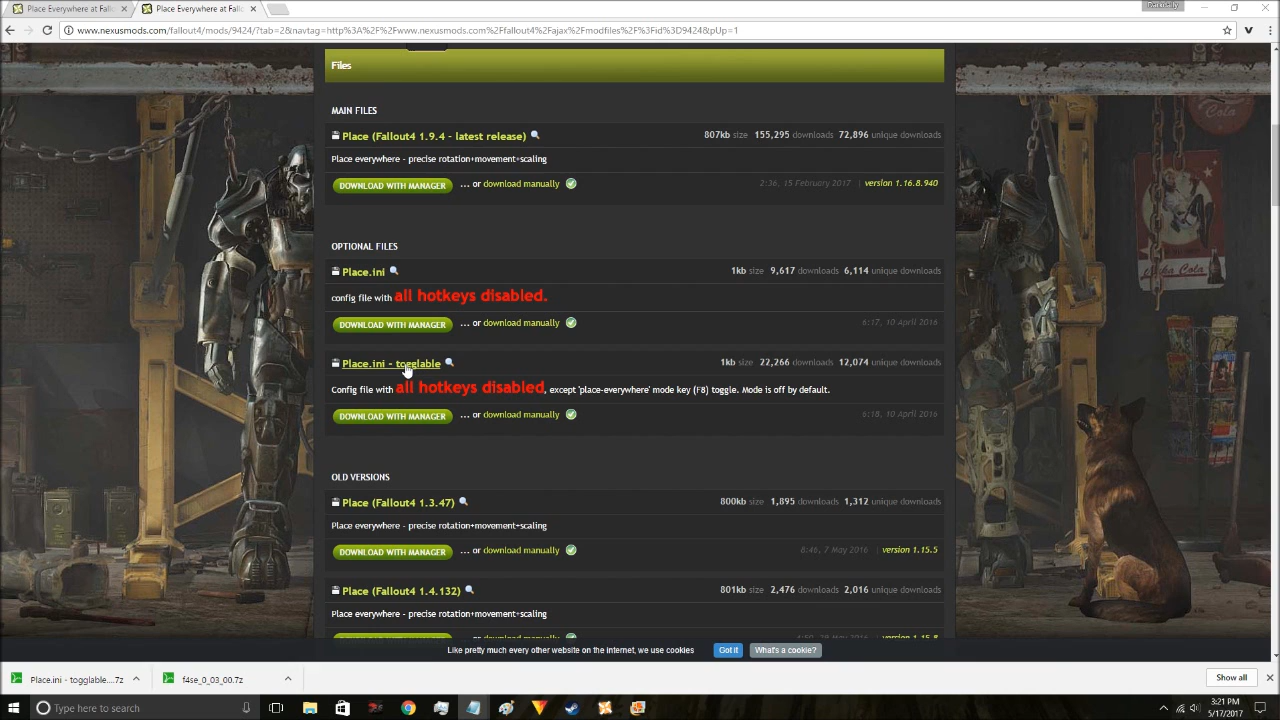 Place Everywhere at Fall
Place Everywhere at Fall
www.nexusmods.com/fallout4/mods/9424/?tab=2&navtag=http%3A%2F%2Fwww.nexusmods.com%2Ffallout4%2Fajax%2Fmodfiles%2F%3Fid%3D9424&pUp=1
Files
MAIN FILES
Place (Fallout4 1.9.4 - latest release)
807kb size 155,295 downloads 72,896 unique downloads
Place everywhere - precise rotation+movement+scaling
DOWNLOAD WITH MANAGER ... or download manually
2:36, 15 February 2017 | version 1.16.8.940
OPTIONAL FILES
Place.ini
1kb size 9,617 downloads 6,114 unique downloads
config file with all hotkeys disabled.
DOWNLOAD WITH MANAGER ... or download manually
6:17, 10 April 2016
Place.ini - togglable
1kb size 22,266 downloads 12,074 unique downloads
Config file with all hotkeys disabled, except 'place-everywhere' mode key (F8) toggle. Mode is off by default.
DOWNLOAD WITH MANAGER ... or download manually
6:18, 10 April 2016
OLD VERSIONS
Place (Fallout4 1.3.47)
800kb size 1,895 downloads 1,312 unique downloads
Place everywhere - precise rotation+movement+scaling
DOWNLOAD WITH MANAGER ... or download manually
8:46, 7 May 2016 | version 1.15.5
Place (Fallout4 1.4.132)
801kb size 2,476 downloads 2,016 unique downloads
Place everywhere - precise rotation+movement+scaling
Like pretty much every other website on the internet, we use cookies
Got it
What's a cookie?
Place.ini - togglable....7z
f4se_0_03_00.7z
Show all
Type here to search
3:21 PM
5/17/2017